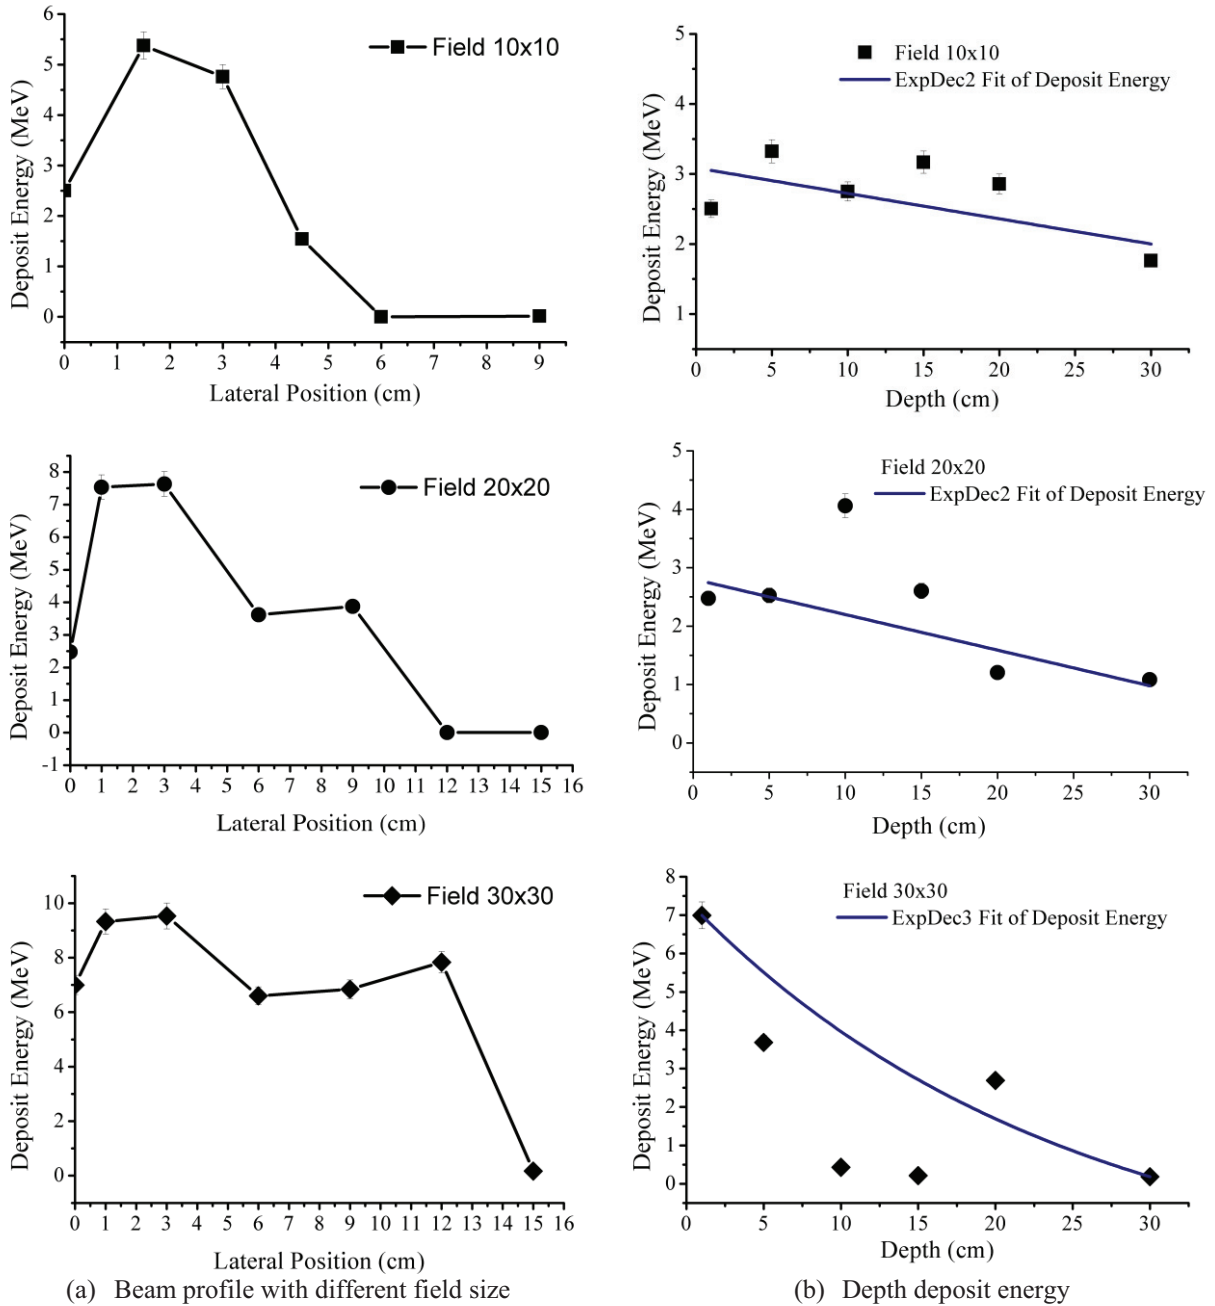 6
5
4
3
2
1
0
0 1 2 3 4 5 6 7 8 9
Deposit Energy (MeV)
Lateral Position (cm)
Field 10x10
5
4
3
2
1
0 5 10 15 20 25 30
Deposit Energy (MeV)
Depth (cm)
Field 10x10
ExpDec2 Fit of Deposit Energy
8
7
6
5
4
3
2
1
0
-1
0 1 3 4 6 7 8 9 10 11 12 13 14 15 16
Deposit Energy (MeV)
Lateral Position (cm)
Field 20x20
5
4
3
2
1
0
0 5 10 15 20 25 30
Deposit Energy (MeV)
Depth (cm)
Field 20x20
ExpDec2 Fit of Deposit Energy
10
8
6
4
2
0
0 1 3 4 6 7 8 9 10 11 12 13 14 15 16
Deposit Energy (MeV)
Lateral Position (cm)
Field 30x30
8
7
6
5
4
3
2
1
0
0 5 10 15 20 25 30
Deposit Energy (MeV)
Depth (cm)
Field 30x30
ExpDec3 Fit of Deposit Energy
(a) Beam profile with different field size
(b) Depth deposit energy